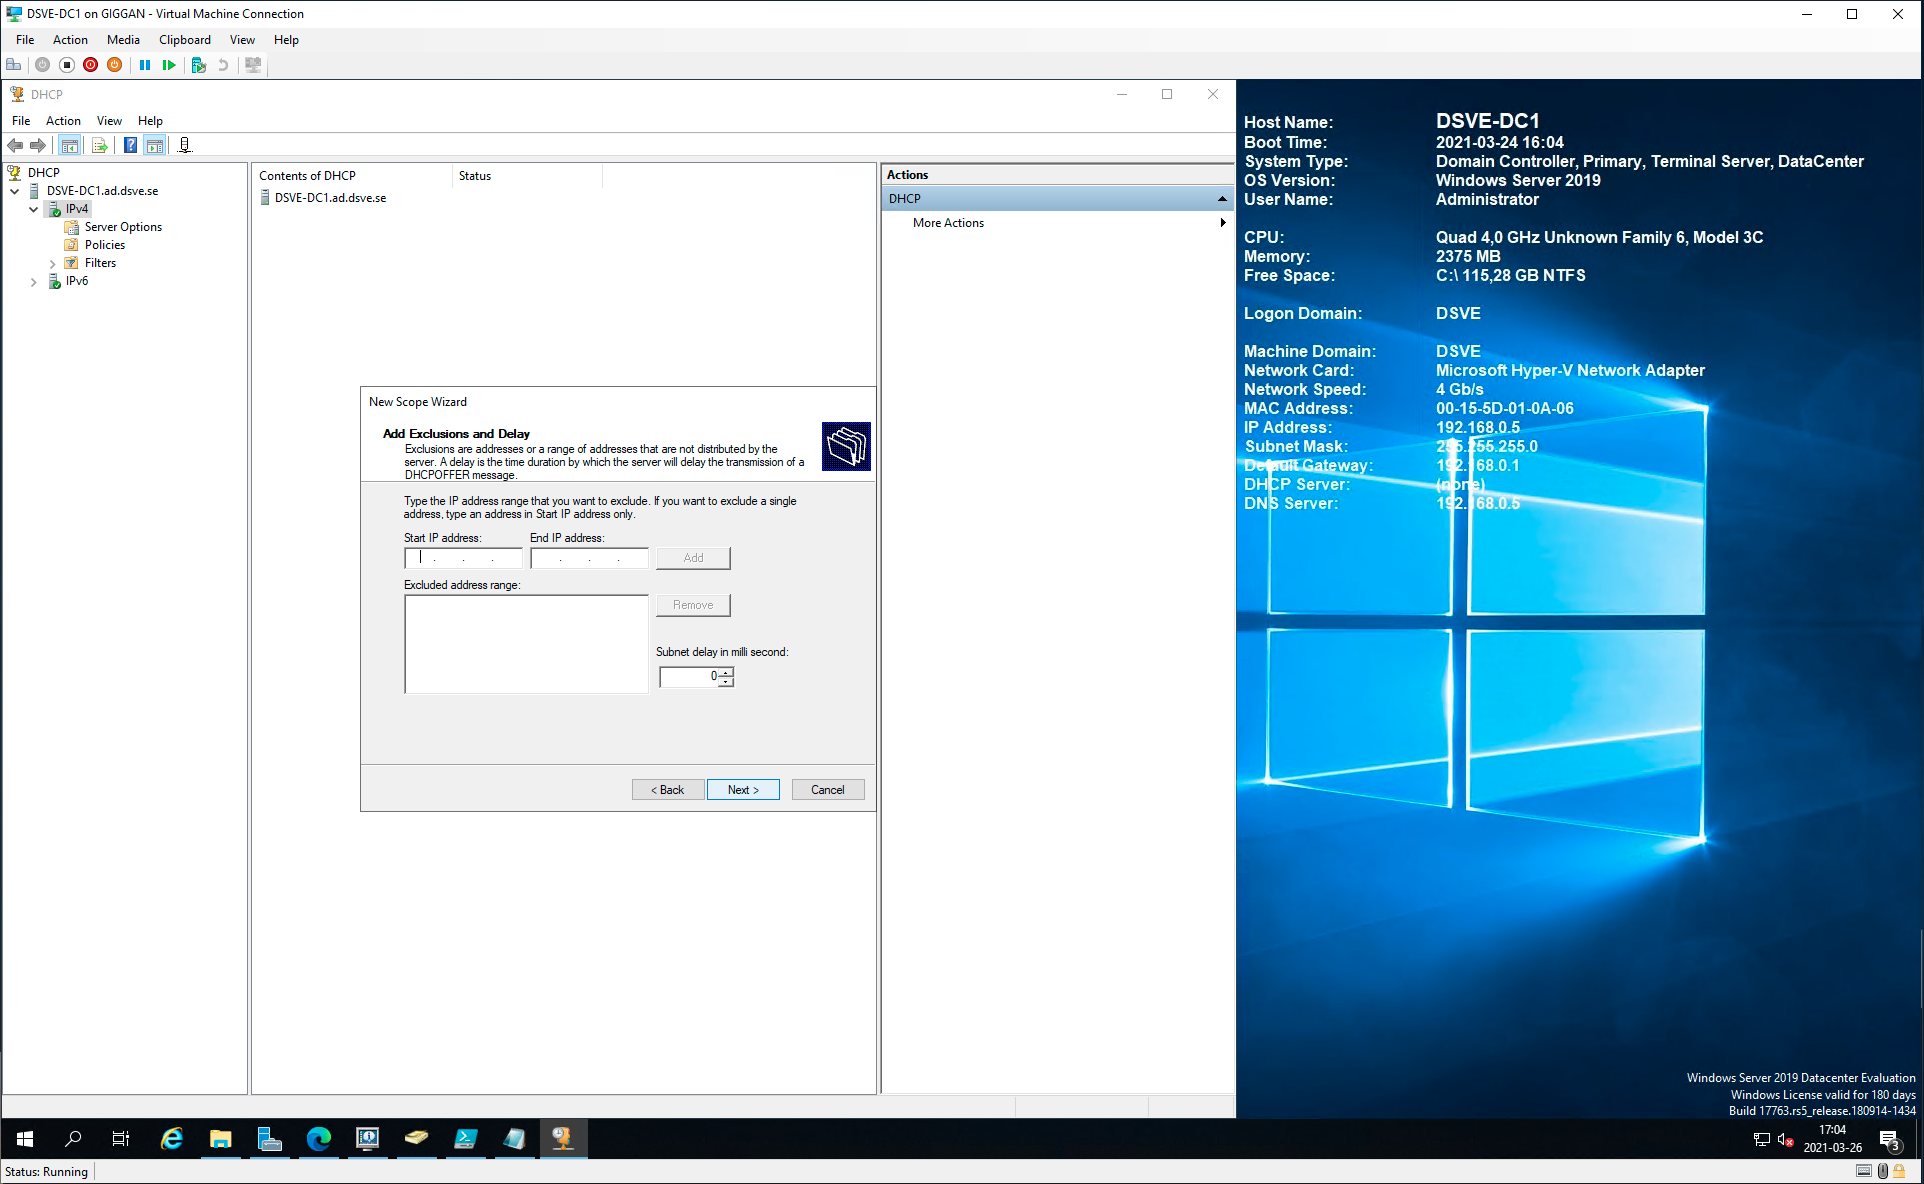 DSVE-DC1 on GIGGAN - Virtual Machine Connection
File Action Media Clipboard View Help
DHCP
File Action View Help
DHCP
DSVE-DC1.ad.dsve.se
IPv4
Server Options
Policies
Filters
IPv6
Contents of DHCP Status
DSVE-DC1.ad.dsve.se
Actions
DHCP
More Actions
New Scope Wizard
Add Exclusions and Delay
Exclusions are addresses or a range of addresses that are not distributed by the
server. A delay is the time duration by which the server will delay the transmission of a
DHCPOFFER message.
Type the IP address range that you want to exclude. If you want to exclude a single
address, type an address in Start IP address only.
Start IP address: End IP address:
. . . . . . Add
Excluded address range:
Remove
Subnet delay in milli second:
0
< Back Next > Cancel
Host Name: DSVE-DC1
Boot Time: 2021-03-24 16:04
System Type: Domain Controller, Primary, Terminal Server, DataCenter
OS Version: Windows Server 2019
User Name: Administrator
CPU: Quad 4,0 GHz Unknown Family 6, Model 3C
Memory: 2375 MB
Free Space: C:\ 115,28 GB NTFS
Logon Domain: DSVE
Machine Domain: DSVE
Network Card: Microsoft Hyper-V Network Adapter
Network Speed: 4 Gb/s
MAC Address: 00-15-5D-01-0A-06
IP Address: 192.168.0.5
Subnet Mask: 255.255.255.0
Default Gateway: 192.168.0.1
DHCP Server: (none)
DNS Server: 192.168.0.5
Windows Server 2019 Datacenter Evaluation
Windows License valid for 180 days
Build 17763.rs5_release.180914-1434
17:04
2021-03-26
3
Status: Running